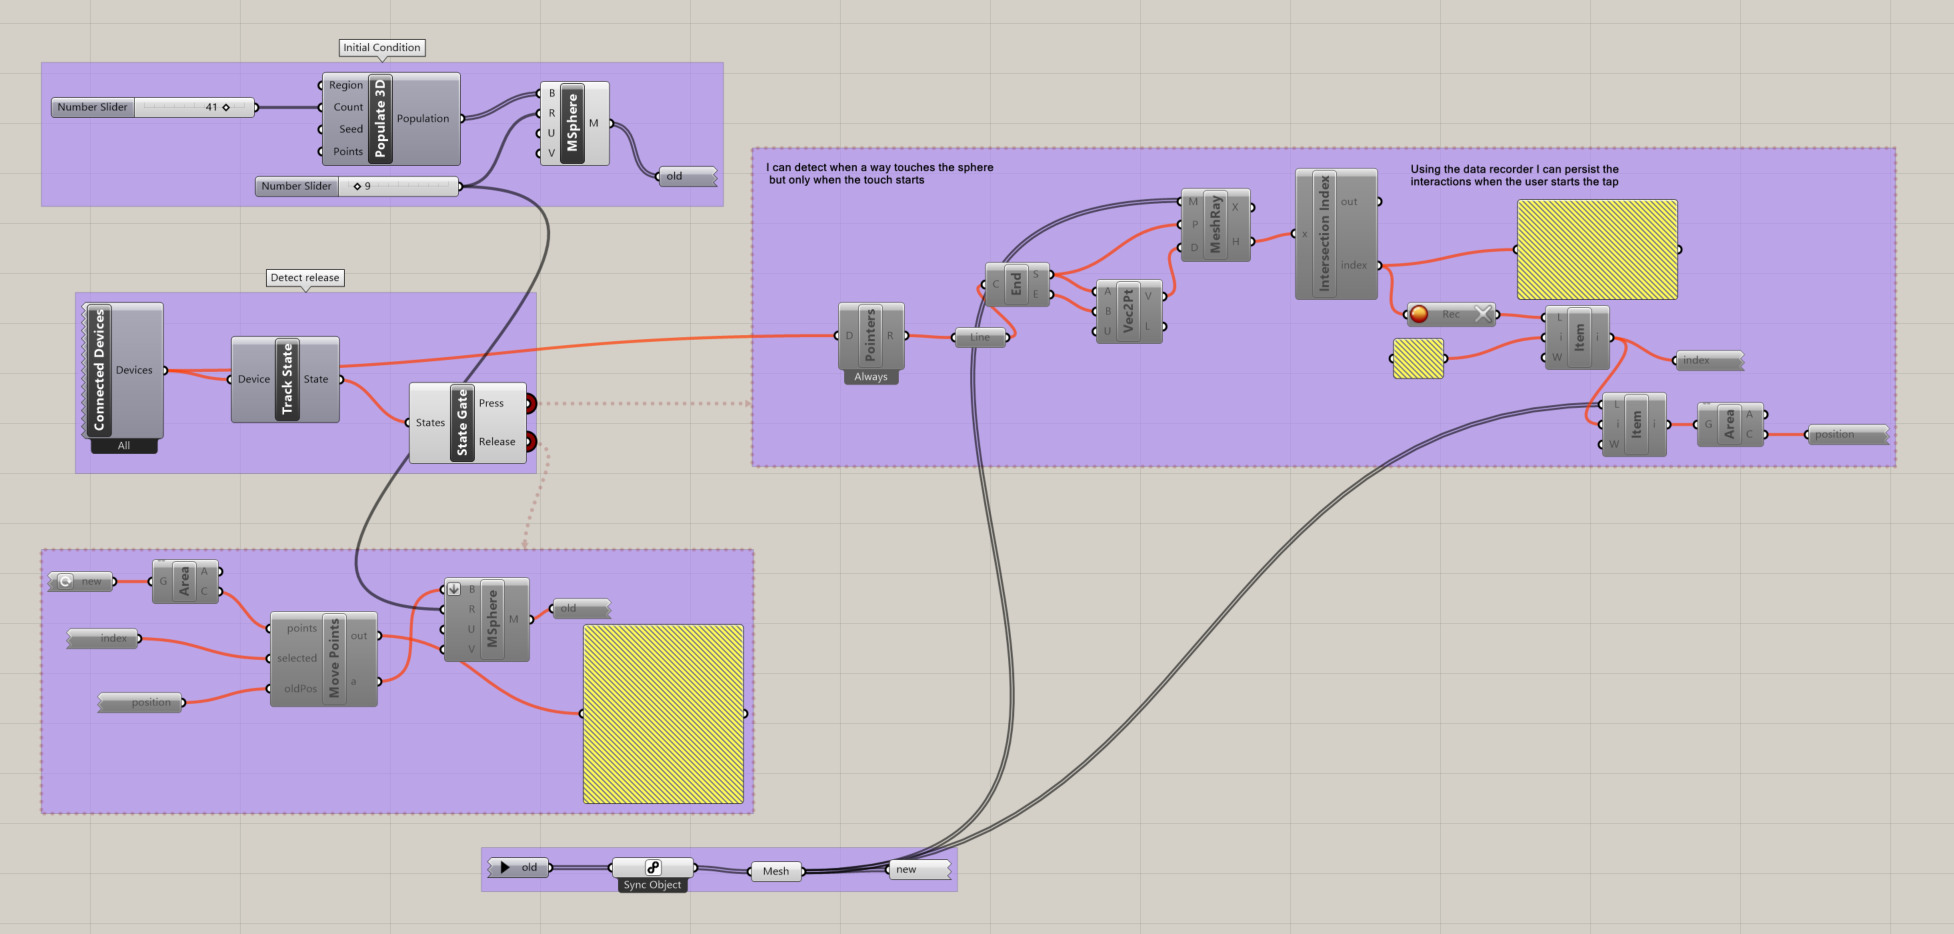 Initial Condition
Number Slider
41
Region
Count
Seed
Points
Populate 3D
Population
B
R
U
V
MSphere
M
Number Slider
9
old
Detect release
Connected Devices
Devices
All
Device
Track State
State
States
State Gate
Press
Release
I can detect when a way touches the sphere
but only when the touch starts
Using the data recorder I can persist the
interactions when the user starts the tap
D
Pointers
R
Always
Line
C
End
S
E
A
B
U
Vec2Pt
V
L
M
P
D
MeshRay
X
H
x
Intersection Index
out
index
Rec
L
i
W
Item
i
index
L
i
W
Item
i
G
Area
A
C
position
new
G
Area
A
C
index
position
points
selected
oldPos
Move Points
out
a
B
R
U
V
MSphere
M
old
old
Sync Object
Mesh
new